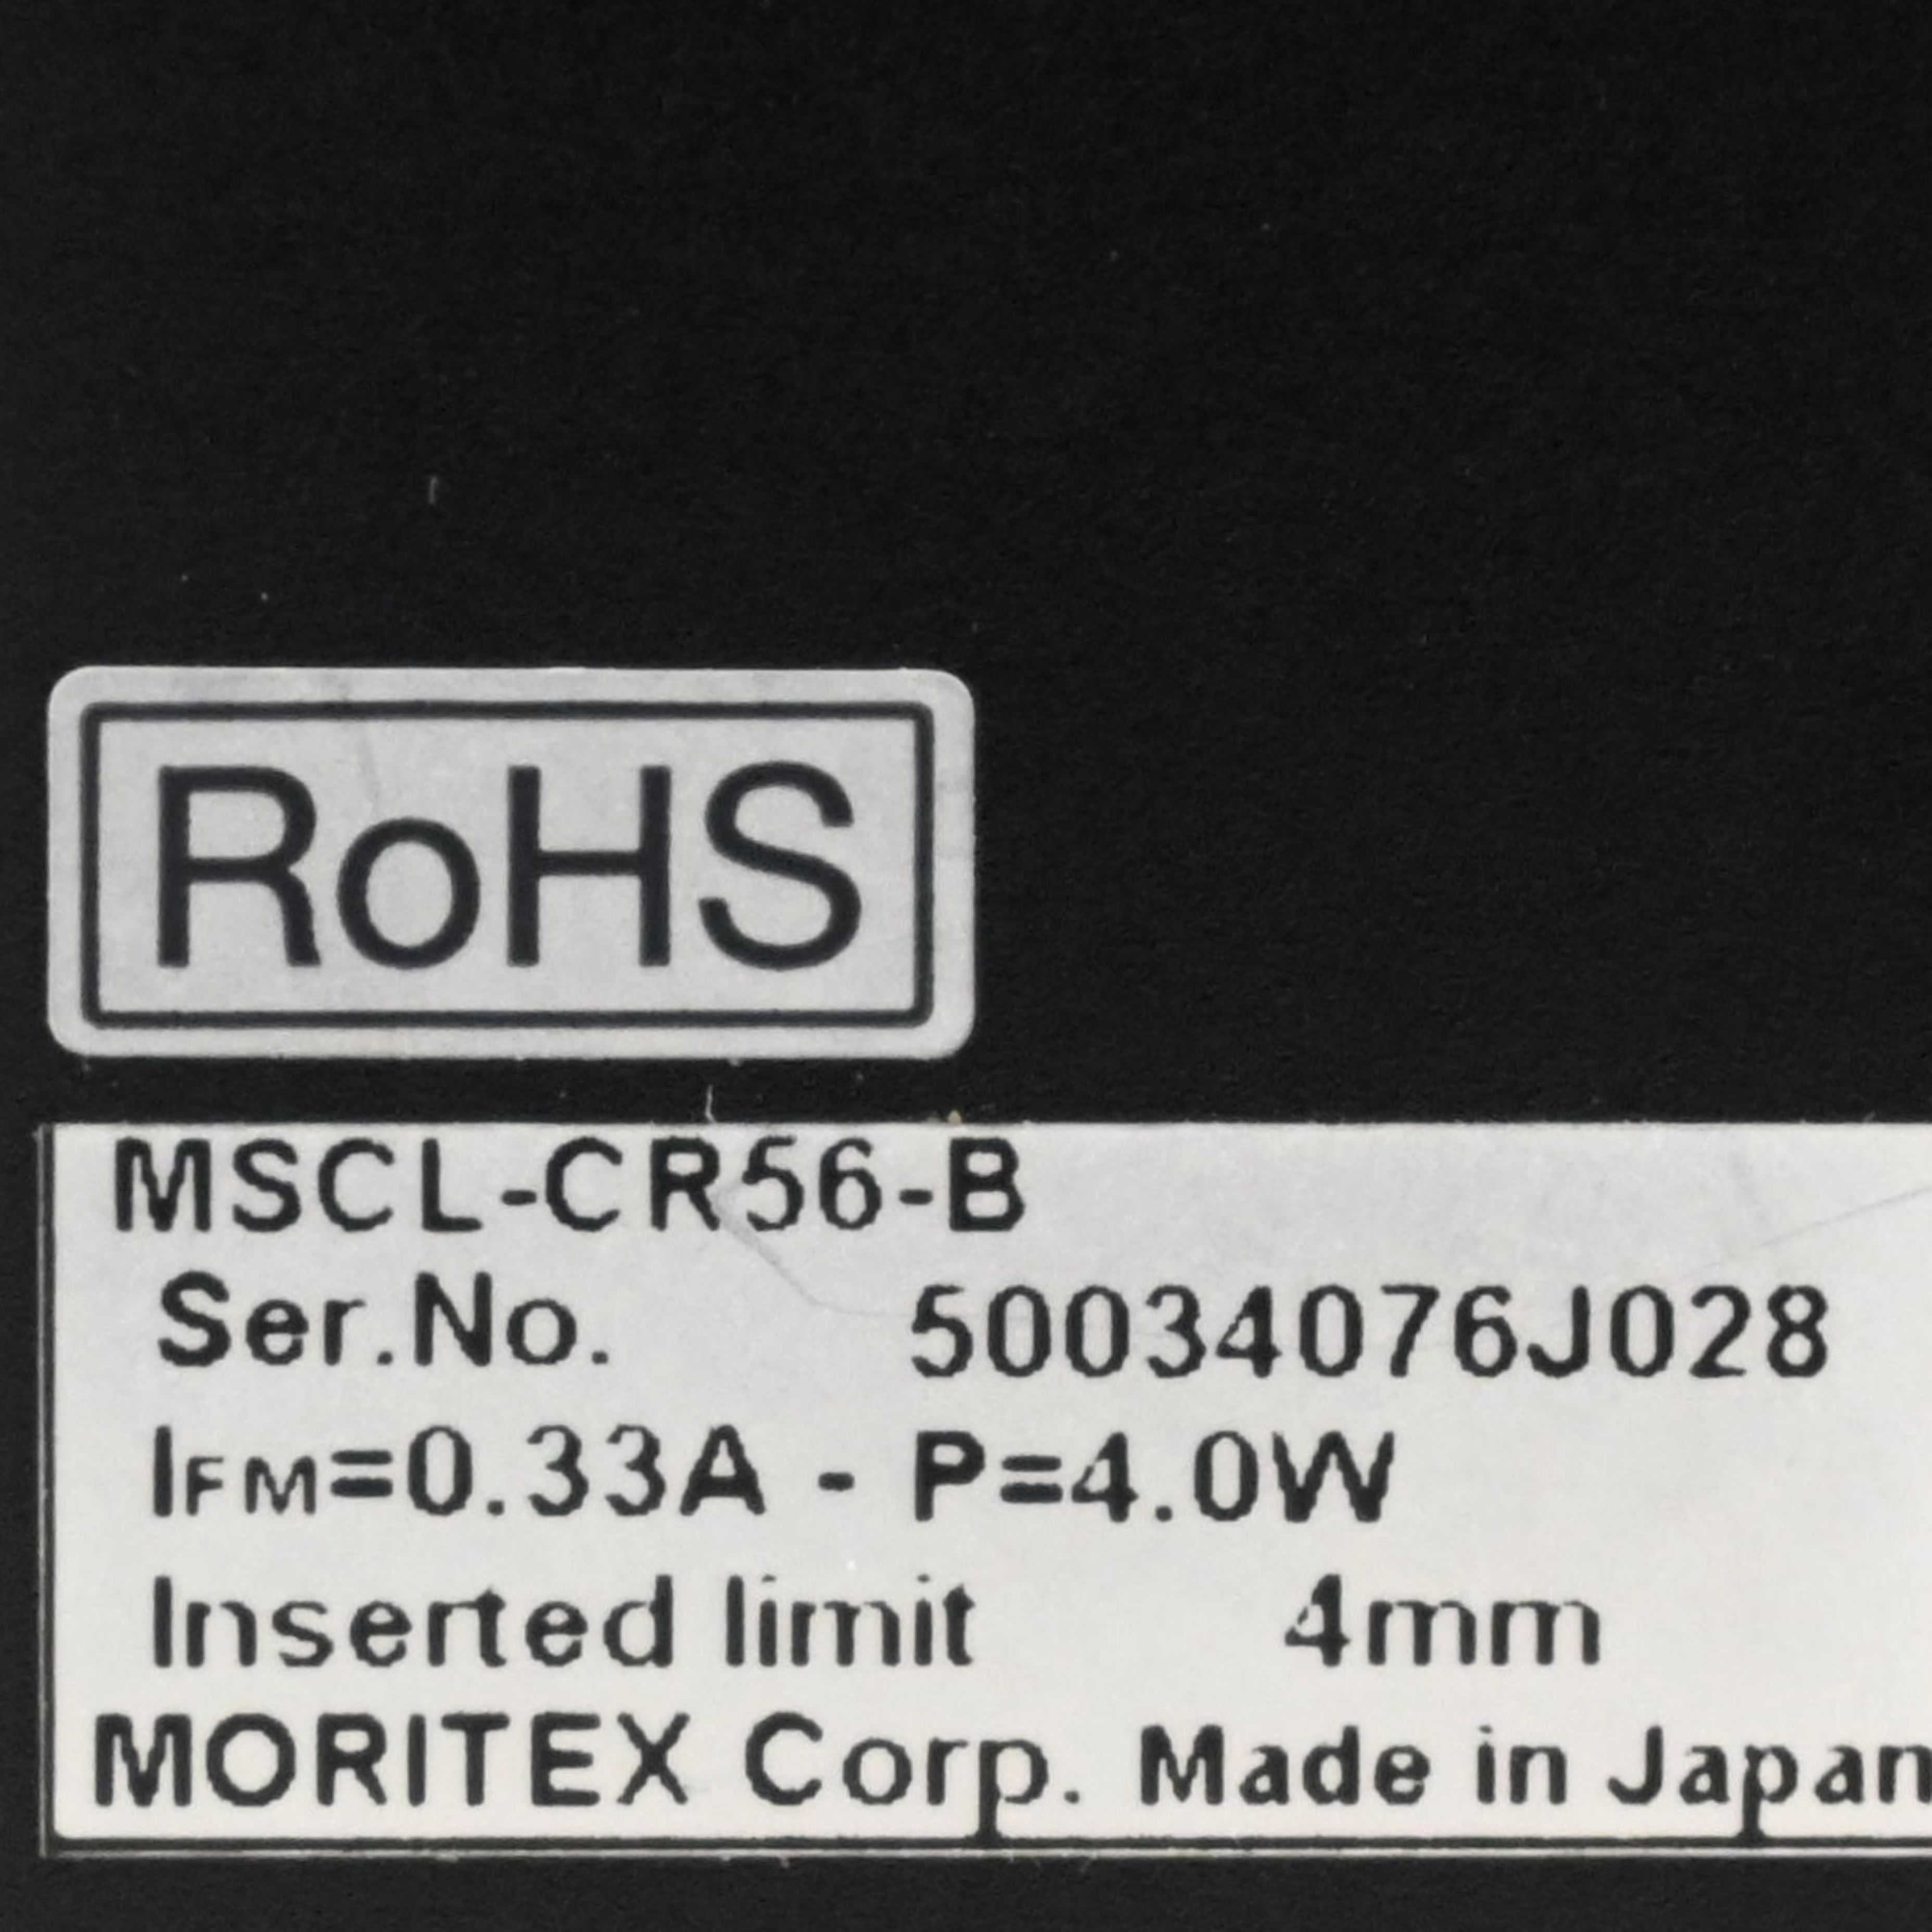 RoHS
MSCL-CR56-B
Ser.No. 50034076J028
IFM=0.33A - P=4.0W
Inserted limit 4mm
MORITEX Corp. Made in Japan